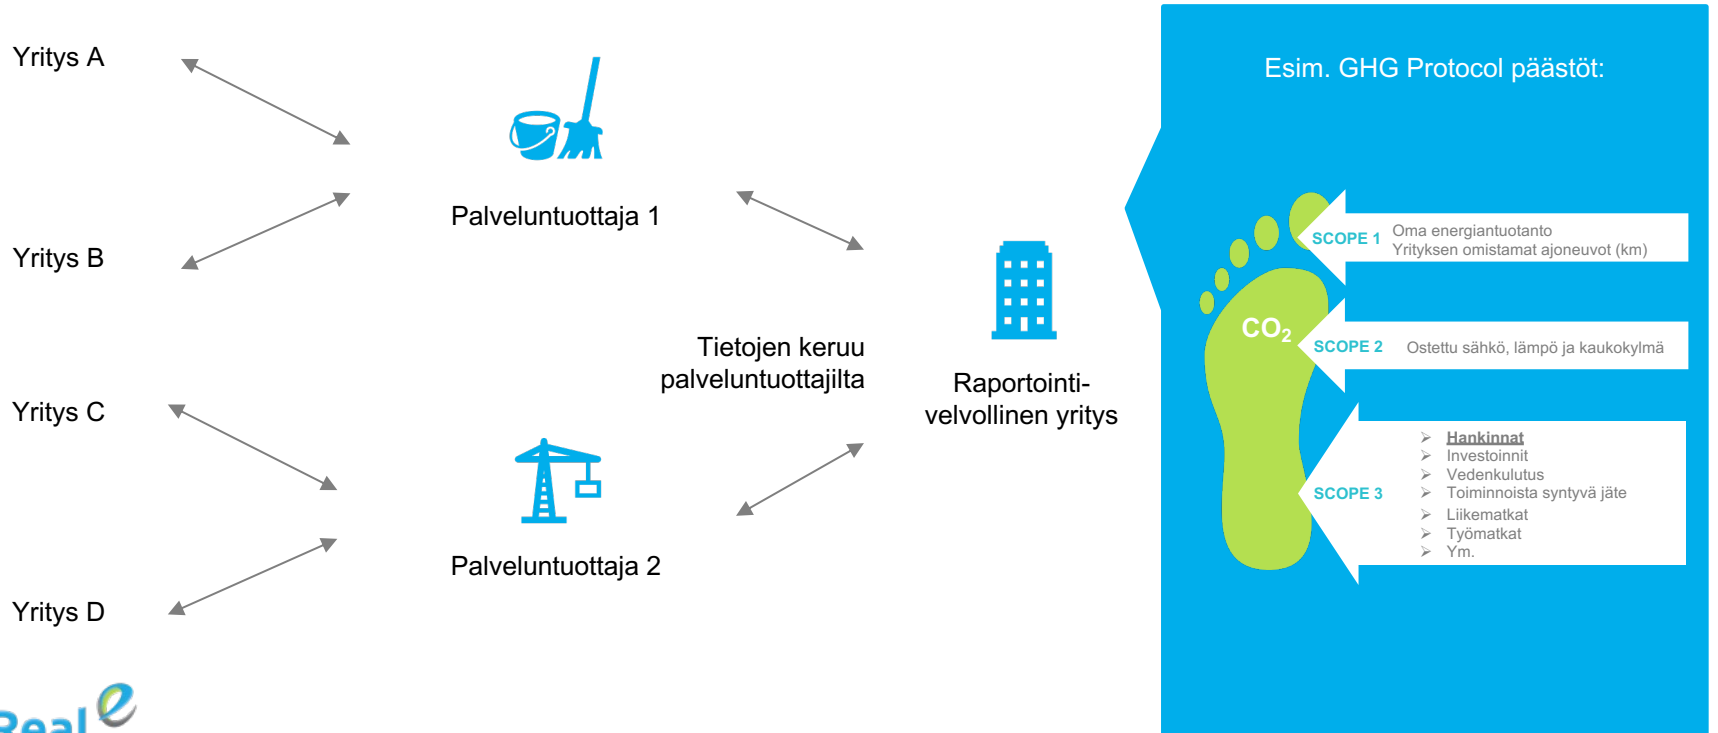 Yritys A
Yritys B
Yritys C
Yritys D
Palveluntuottaja 1
Palveluntuottaja 2
Tietojen keruu
palveluntuottajilta
Raportointi-
velvollinen yritys
Esim. GHG Protocol päästöt:
CO₂
SCOPE 1
Oma energiantuotanto
Yrityksen omistamat ajoneuvot (km)
SCOPE 2
Ostettu sähkö, lämpö ja kaukokylmä
SCOPE 3
➢ Hankinnat
➢ Investoinnit
➢ Vedenkulutus
➢ Toiminnoista syntyvä jäte
➢ Liikematkat
➢ Työmatkat
➢ Ym.
Real e